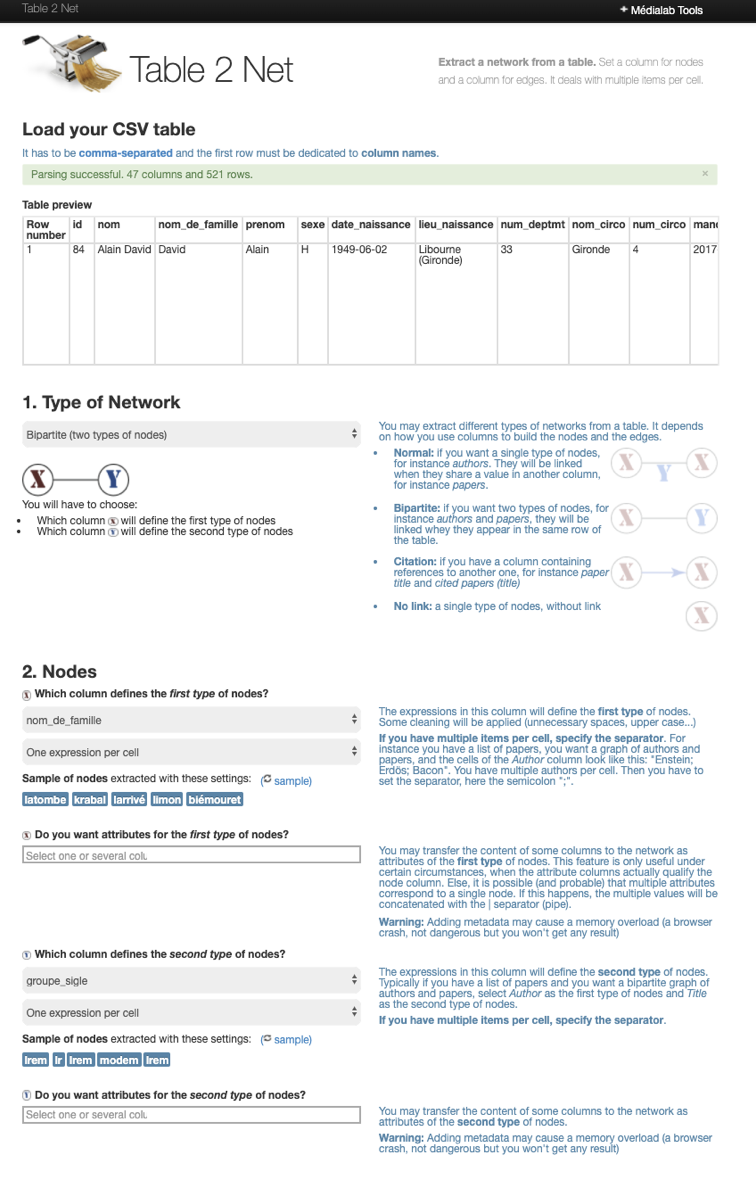 Table 2 Net
Médialab Tools
Table 2 Net
Extract a network from a table. Set a column for nodes
and a column for edges. It deals with multiple items per cell.
Load your CSV table
It has to be comma-separated and the first row must be dedicated to column names.
Parsing successful. 47 columns and 521 rows.
×
Table preview
Row number id nom nom_de_famille prenom sexe date_naissance lieu_naissance num_deptmt nom_circo num_circo mand
1 84 Alain David David Alain H 1949-06-02 Libourne (Gironde) 33 Gironde 4 2017
1. Type of Network
Bipartite (two types of nodes)
X Y
You will have to choose:
• Which column X will define the first type of nodes
• Which column Y will define the second type of nodes
You may extract different types of networks from a table. It depends
on how you use columns to build the nodes and the edges.
• Normal: if you want a single type of nodes,
for instance authors. They will be linked
when they share a value in another column,
for instance papers.
X Y X
• Bipartite: if you want two types of nodes, for
instance authors and papers, they will be
linked whey they appear in the same row of
the table.
X Y
• Citation: if you have a column containing
references to another one, for instance paper
title and cited papers (title)
X X
• No link: a single type of nodes, without link
X
2. Nodes
X Which column defines the first type of nodes?
nom_de_famille
One expression per cell
Sample of nodes extracted with these settings: ( sample)
latombe krabal larrivé limon blémouret
The expressions in this column will define the first type of nodes.
Some cleaning will be applied (unnecessary spaces, upper case...)
If you have multiple items per cell, specify the separator. For
instance you have a list of papers, you want a graph of authors and
papers, and the cells of the Author column look like this: "Enstein;
Erdös; Bacon". You have multiple authors per cell. Then you have to
set the separator, here the semicolon ";".
X Do you want attributes for the first type of nodes?
Select one or several colu
You may transfer the content of some columns to the network as
attributes of the first type of nodes. This feature is only useful under
certain circumstances, when the attribute columns actually qualify the
node column. Else, it is possible (and probable) that multiple attributes
correspond to a single node. If this happens, the multiple values will be
concatenated with the | separator (pipe).
Warning: Adding metadata may cause a memory overload (a browser
crash, not dangerous but you won't get any result)
Y Which column defines the second type of nodes?
groupe_sigle
One expression per cell
Sample of nodes extracted with these settings: ( sample)
lrem lr lrem modem lrem
The expressions in this column will define the second type of nodes.
Typically if you have a list of papers and you want a bipartite graph of
authors and papers, select Author as the first type of nodes and Title
as the second type of nodes.
If you have multiple items per cell, specify the separator.
Y Do you want attributes for the second type of nodes?
Select one or several colu
You may transfer the content of some columns to the network as
attributes of the second type of nodes.
Warning: Adding metadata may cause a memory overload (a browser
crash, not dangerous but you won't get any result)